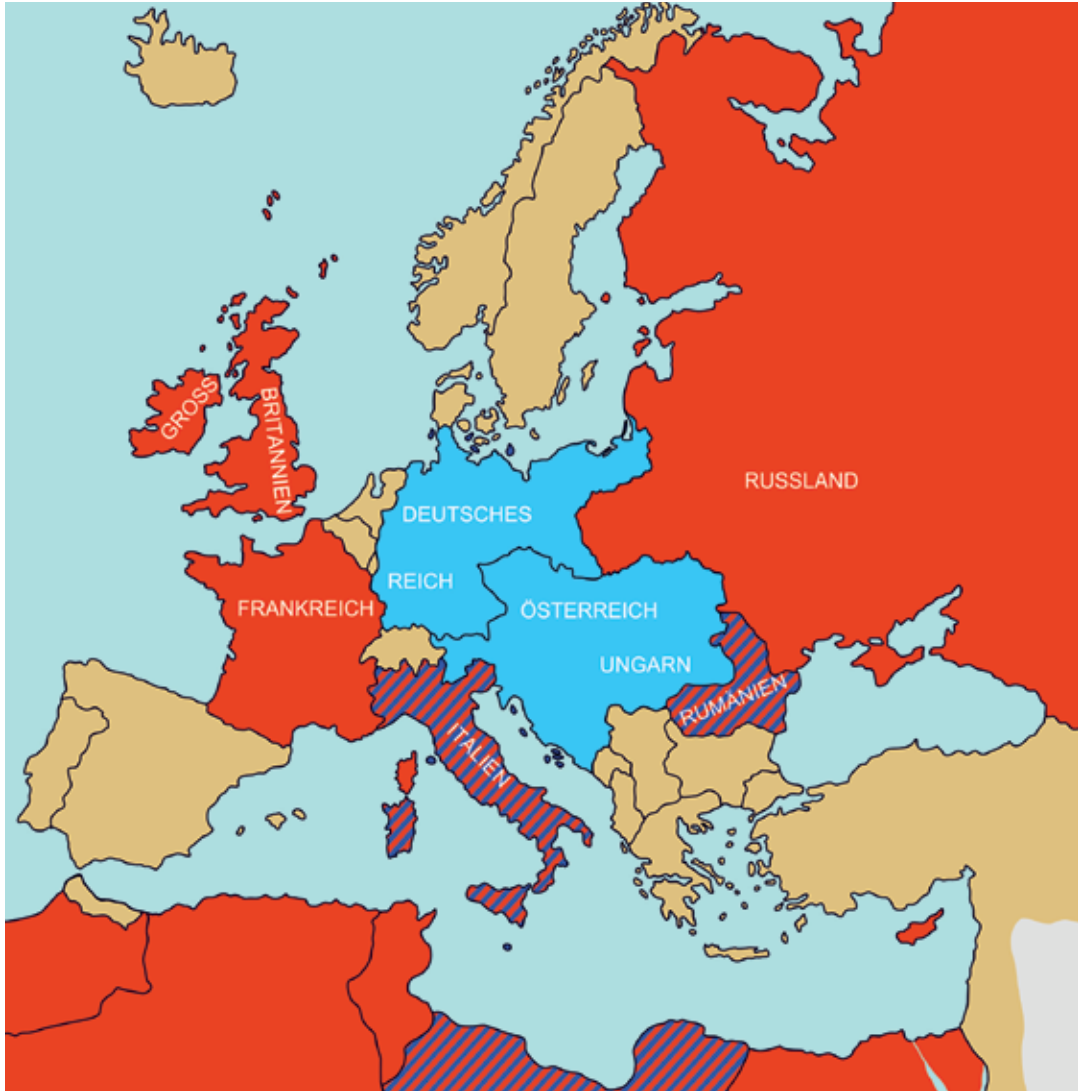 GROSS
BRITANNIEN
RUSSLAND
DEUTSCHES
REICH
FRANKREICH
ÖSTERREICH
UNGARN
RUMÄNIEN
ITALIEN